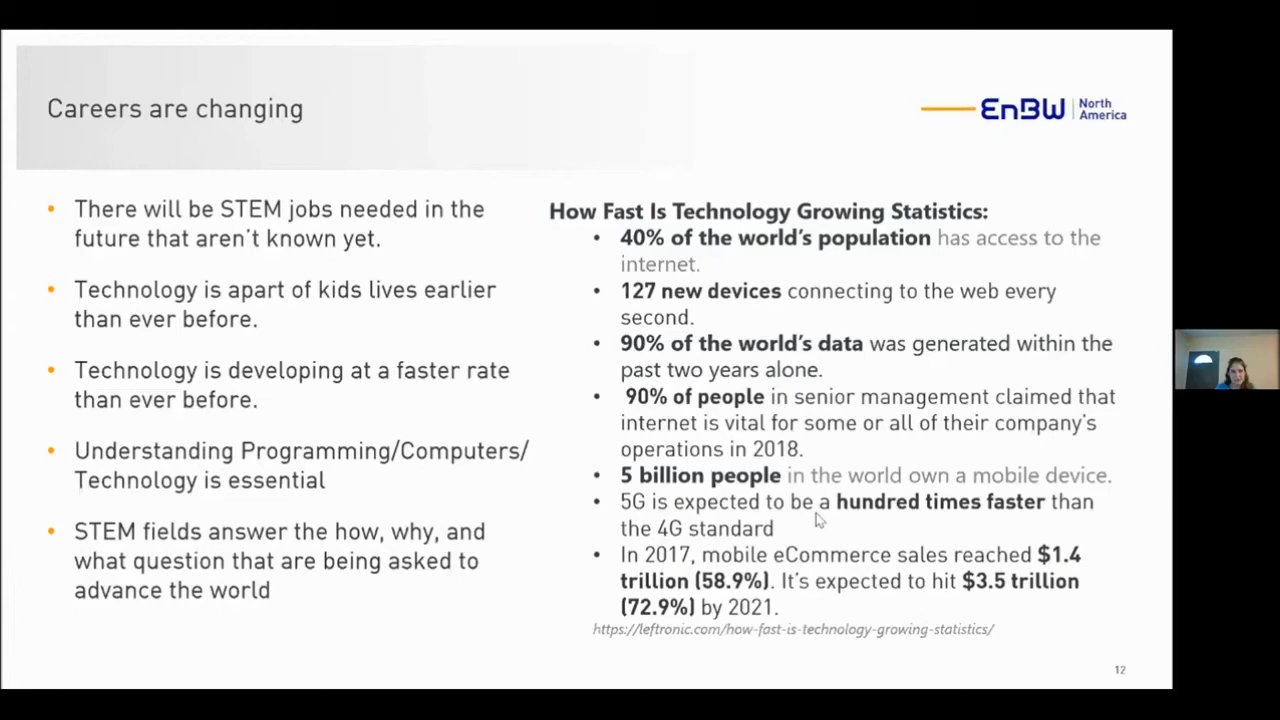 Careers are changing
EnBW
North
America
• There will be STEM jobs needed in the
future that aren't known yet.
• Technology is apart of kids lives earlier
than ever before.
• Technology is developing at a faster rate
than ever before.
• Understanding Programming/Computers/
Technology is essential
• STEM fields answer the how, why, and
what question that are being asked to
advance the world
How Fast Is Technology Growing Statistics:
• 40% of the world's population has access to the
internet.
• 127 new devices connecting to the web every
second.
• 90% of the world's data was generated within the
past two years alone.
• 90% of people in senior management claimed that
internet is vital for some or all of their company's
operations in 2018.
• 5 billion people in the world own a mobile device.
• 5G is expected to be a hundred times faster than
the 4G standard
• In 2017, mobile eCommerce sales reached $1.4
trillion (58.9%). It's expected to hit $3.5 trillion
(72.9%) by 2021.
https://leftronic.com/how-fast-is-technology-growing-statistics/
12